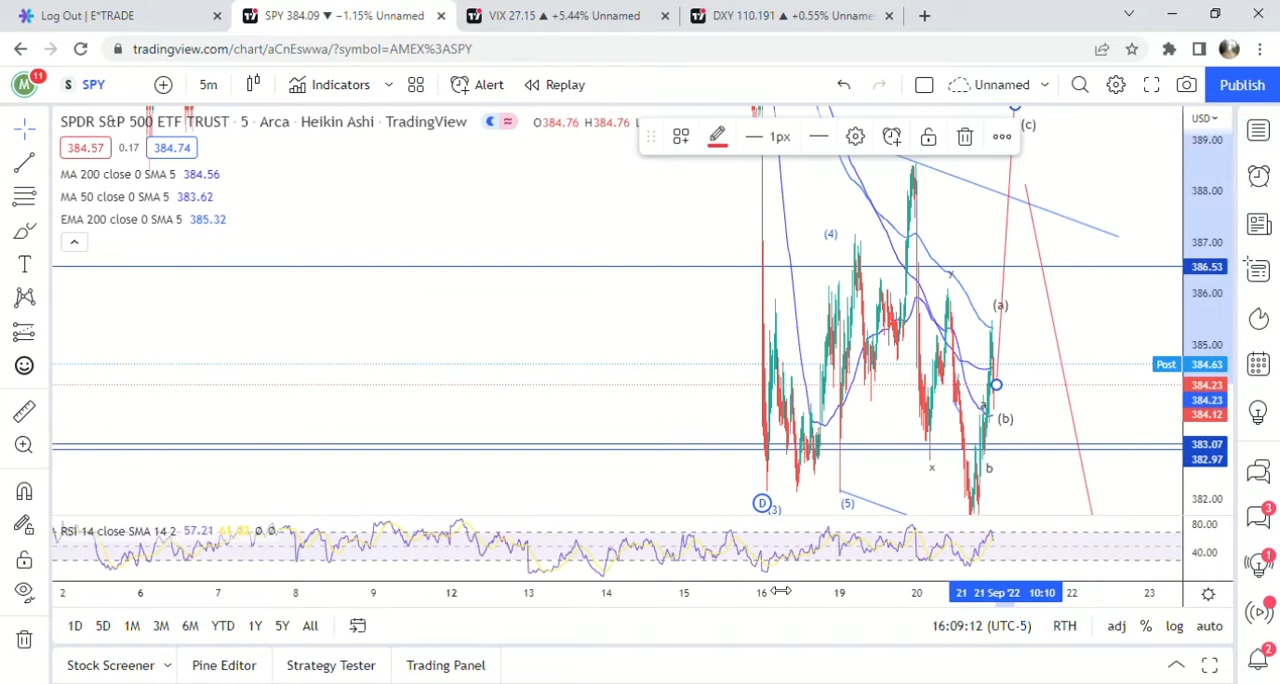 Log Out | E*TRADE
SPY 384.09 ▼ −1.15% Unnamed
VIX 27.15 ▲ +5.44% Unnamed
DXY 110.191 ▲ +0.55% Unname
tradingview.com/chart/aCnEswwa/?symbol=AMEX%3ASPY
M 11
S SPY
5m
Indicators
Alert
Replay
Unnamed
Publish
SPDR S&P 500 ETF TRUST · 5 · Arca · Heikin Ashi · TradingView
O384.76 H384.76 L
384.57 0.17 384.74
MA 200 close 0 SMA 5 384.56
MA 50 close 0 SMA 5 383.62
EMA 200 close 0 SMA 5 385.32
1px
(c)
(4)
y
(a)
a
(b)
x
b
D
(3)
(5)
USD
389.00
388.00
387.00
386.53
386.00
385.00
Post 384.63
384.23
384.23
384.12
383.07
382.97
382.00
RSI 14 close SMA 14 2 57.21
80.00
40.00
2 6 7 8 9 12 13 14 15 16 19 20 21 21 Sep '22 10:10 22 23
1D 5D 1M 3M 6M YTD 1Y 5Y All
16:09:12 (UTC-5) RTH adj % log auto
Stock Screener Pine Editor Strategy Tester Trading Panel
3
1
2